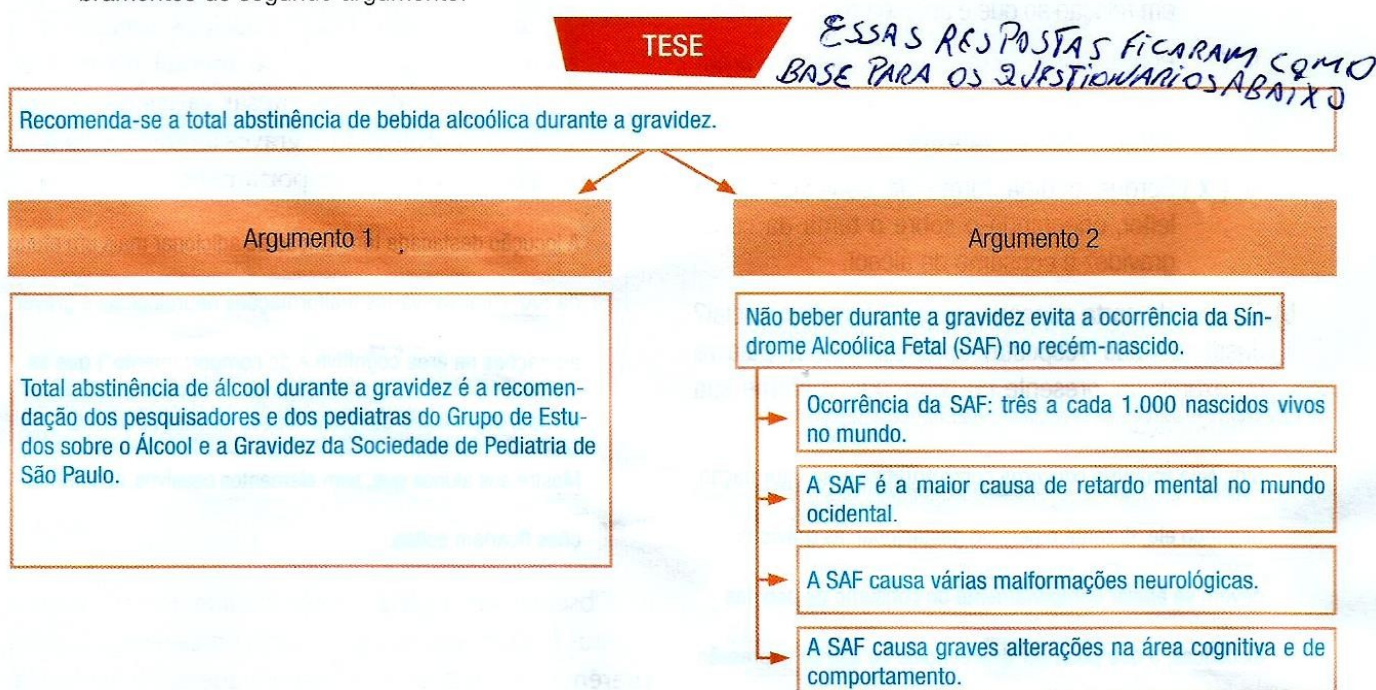 bramentos do segundo argumento.
TESE
ESSAS RESPOSTAS FICARAM COMO
BASE PARA OS QUESTIONARIOS ABAIXO
Recomenda-se a total abstinência de bebida alcoólica durante a gravidez.
Argumento 1
Total abstinência de álcool durante a gravidez é a recomen-
dação dos pesquisadores e dos pediatras do Grupo de Estu-
dos sobre o Álcool e a Gravidez da Sociedade de Pediatria de
São Paulo.
Argumento 2
Não beber durante a gravidez evita a ocorrência da Sín-
drome Alcoólica Fetal (SAF) no recém-nascido.
Ocorrência da SAF: três a cada 1.000 nascidos vivos
no mundo.
A SAF é a maior causa de retardo mental no mundo
ocidental.
A SAF causa várias malformações neurológicas.
A SAF causa graves alterações na área cognitiva e de
comportamento.